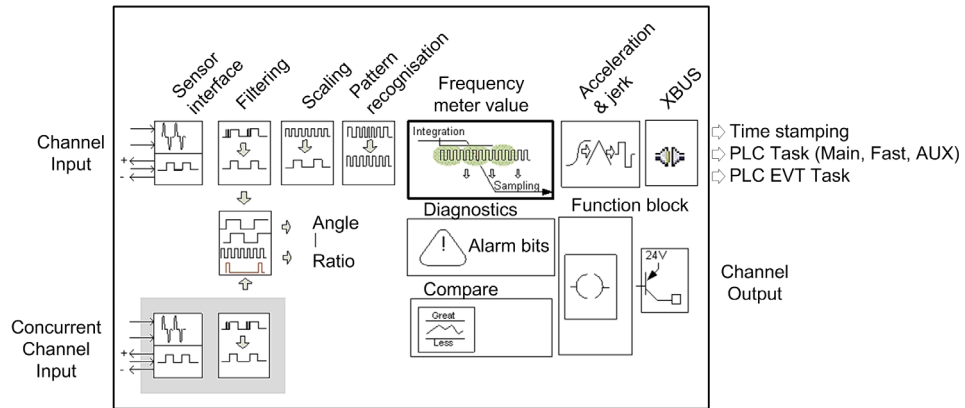 Sensor
interface
Filtering
Scaling
Pattern
recognisation
Frequency
meter value
Acceleration
& jerk
XBUS
Channel
Input
+
-
Integration
Sampling
Time stamping
PLC Task (Main, Fast, AUX)
PLC EVT Task
Angle
Ratio
Diagnostics
Alarm bits
!
Function block
24V
Channel
Output
Compare
Great
Less
Concurrent
Channel
Input
+
-